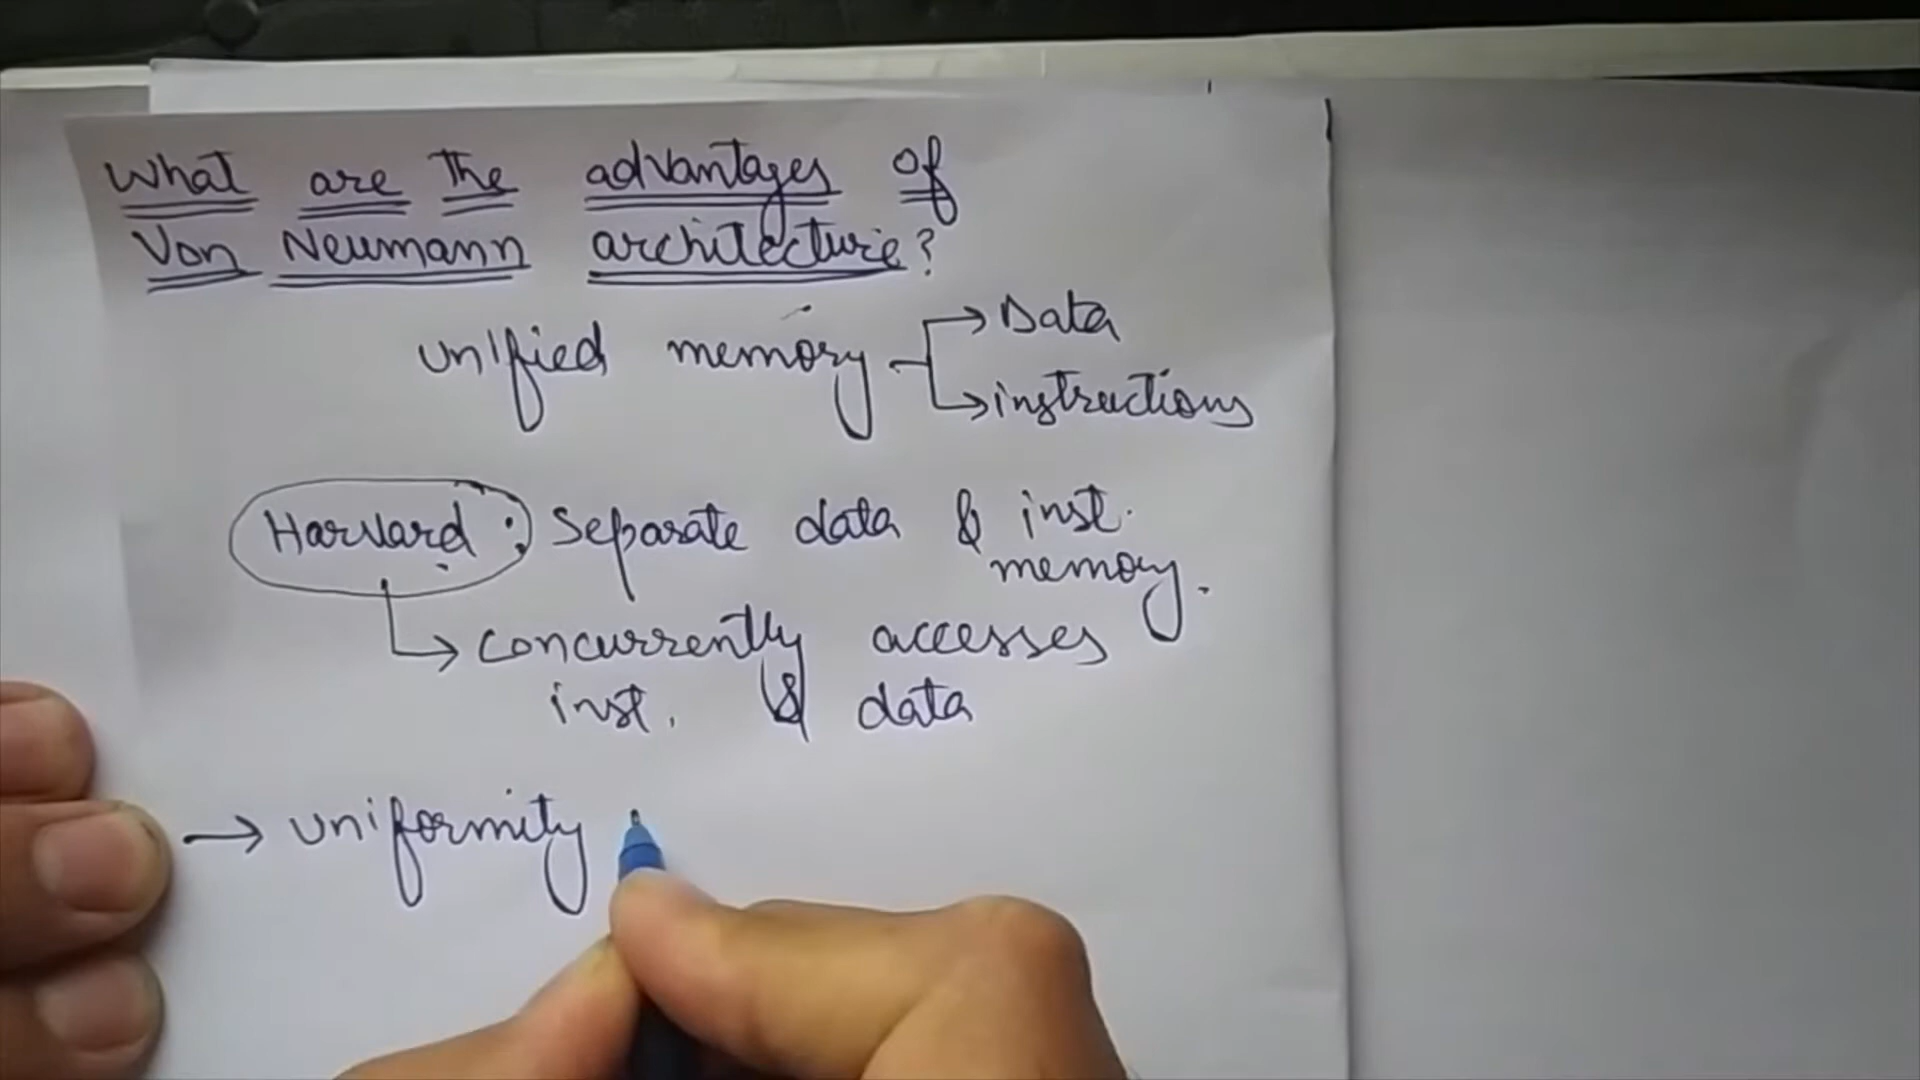 What are the advantages of
Von Neumann architecture?
unified memory → Data
→ instructions
Harvard : Separate data & inst.
memory.
→ concurrently accesses
inst. & data
→ uniformity